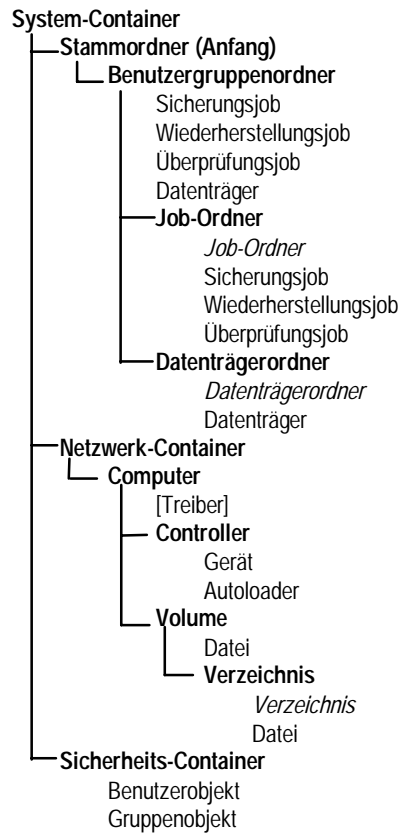 System-Container
Stammordner (Anfang)
Benutzergruppenordner
Sicherungsjob
Wiederherstellungsjob
Überprüfungsjob
Datenträger
Job-Ordner
Job-Ordner
Sicherungsjob
Wiederherstellungsjob
Überprüfungsjob
Datenträgerordner
Datenträgerordner
Datenträger
Netzwerk-Container
Computer
[Treiber]
Controller
Gerät
Autoloader
Volume
Datei
Verzeichnis
Verzeichnis
Datei
Sicherheits-Container
Benutzerobjekt
Gruppenobjekt